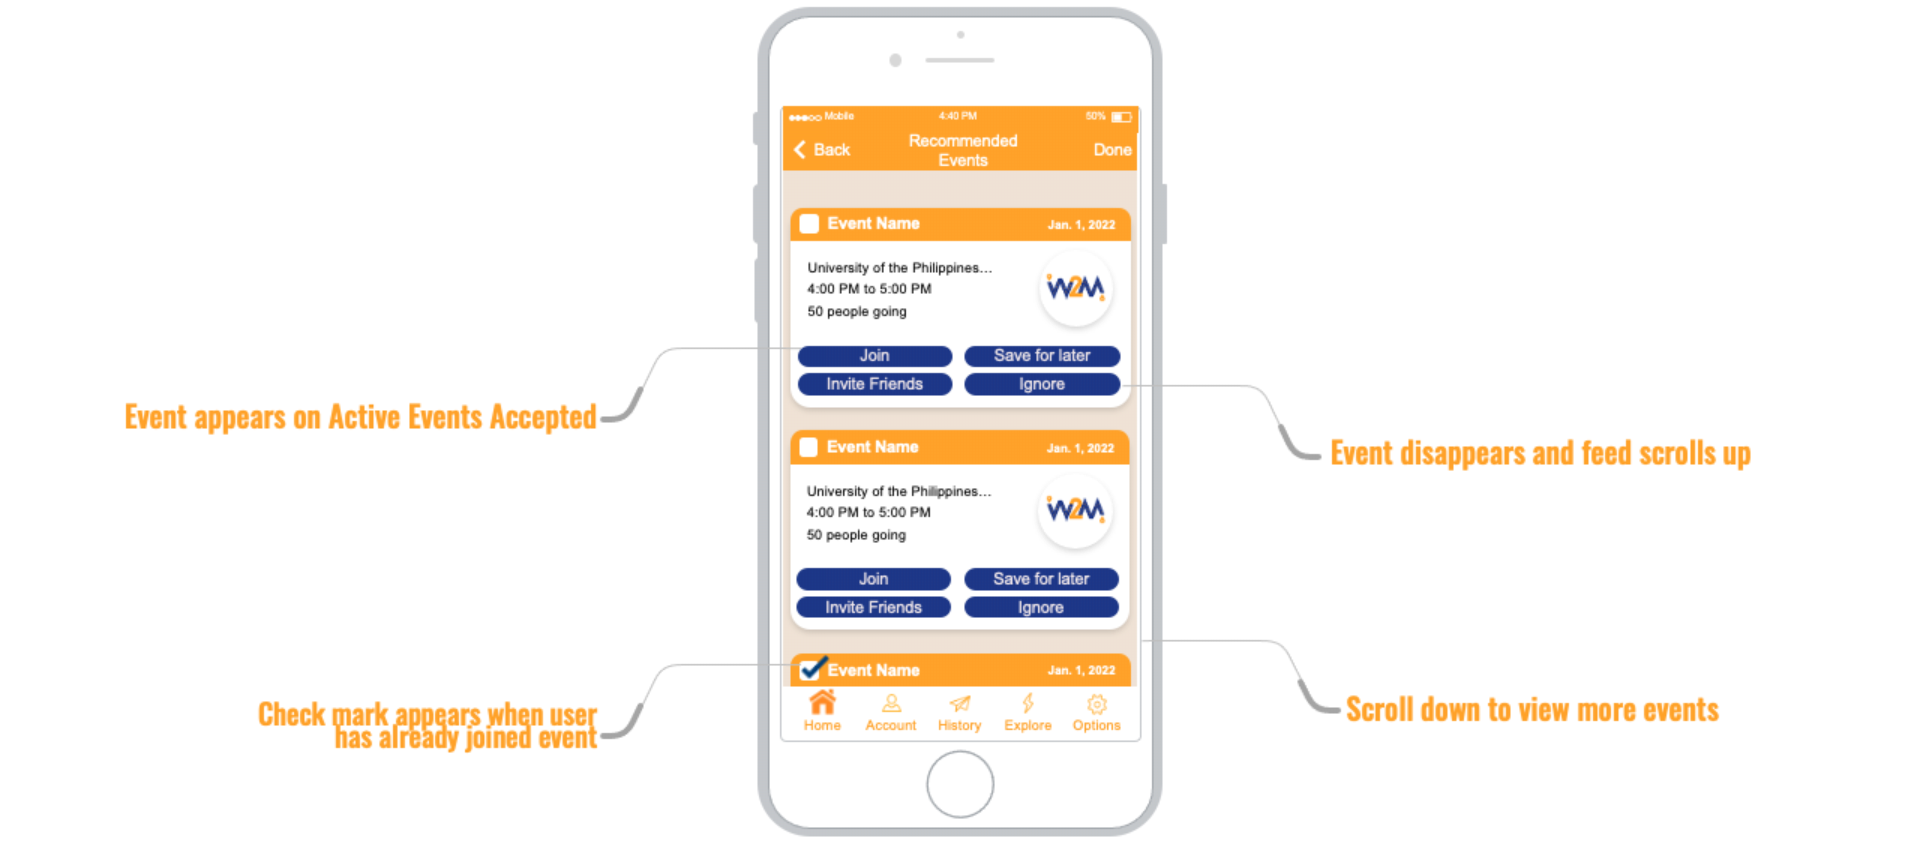 Mobile 4:40 PM 50%
Back Recommended Events Done
Event Name Jan. 1, 2022
University of the Philippines...
4:00 PM to 5:00 PM
50 people going
W2M
Join Save for later
Invite Friends Ignore
Event Name Jan. 1, 2022
University of the Philippines...
4:00 PM to 5:00 PM
50 people going
W2M
Join Save for later
Invite Friends Ignore
Event Name Jan. 1, 2022
Home Account History Explore Options
Event appears on Active Events Accepted
Check mark appears when user
has already joined event
Event disappears and feed scrolls up
Scroll down to view more events